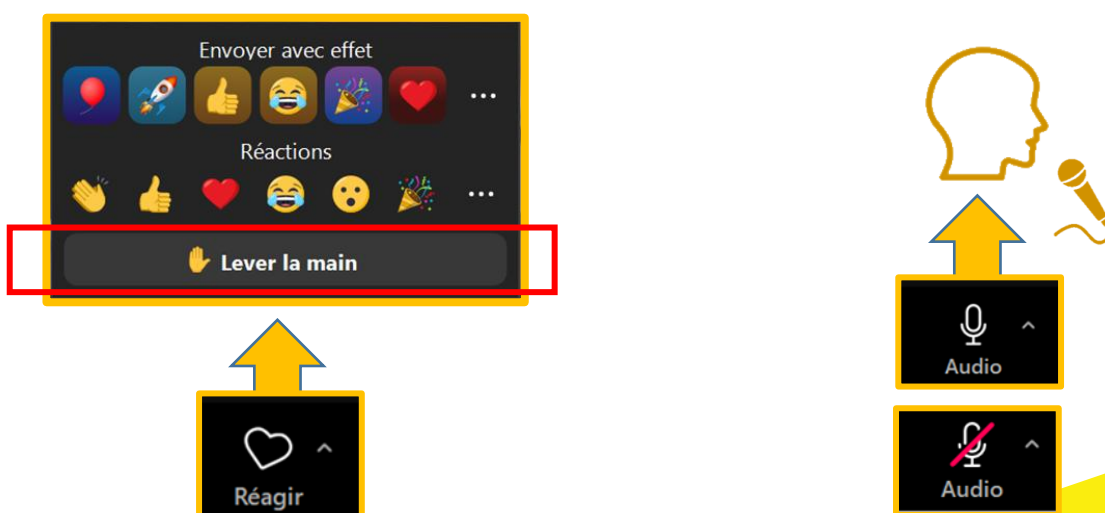 Envoyer avec effet
Réactions
Lever la main
Réagir
Audio
Audio